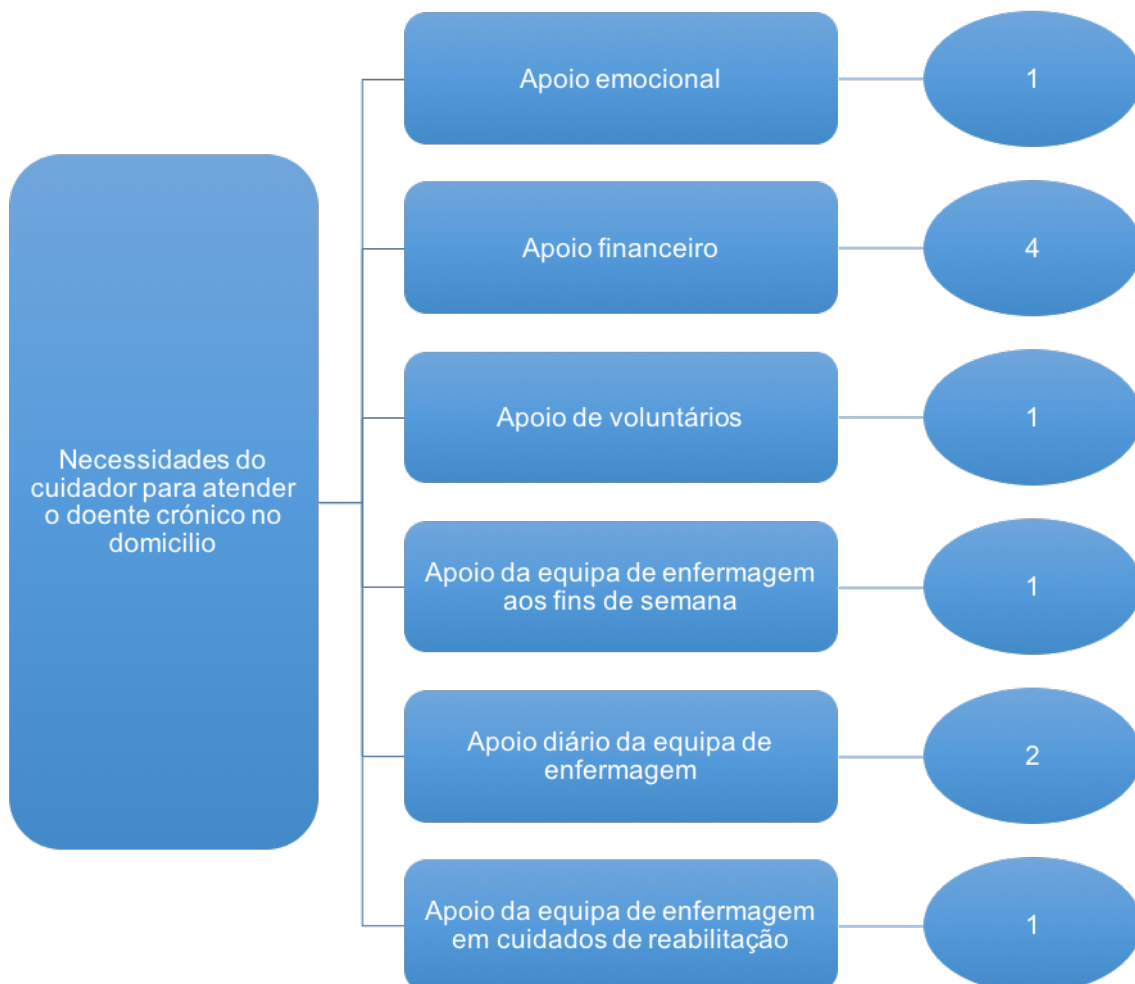 Necessidades do
cuidador para atender
o doente crónico no
domicilio
Apoio emocional
1
Apoio financeiro
4
Apoio de voluntários
1
Apoio da equipa de enfermagem
aos fins de semana
1
Apoio diário da equipa de
enfermagem
2
Apoio da equipa de enfermagem
em cuidados de reabilitação
1